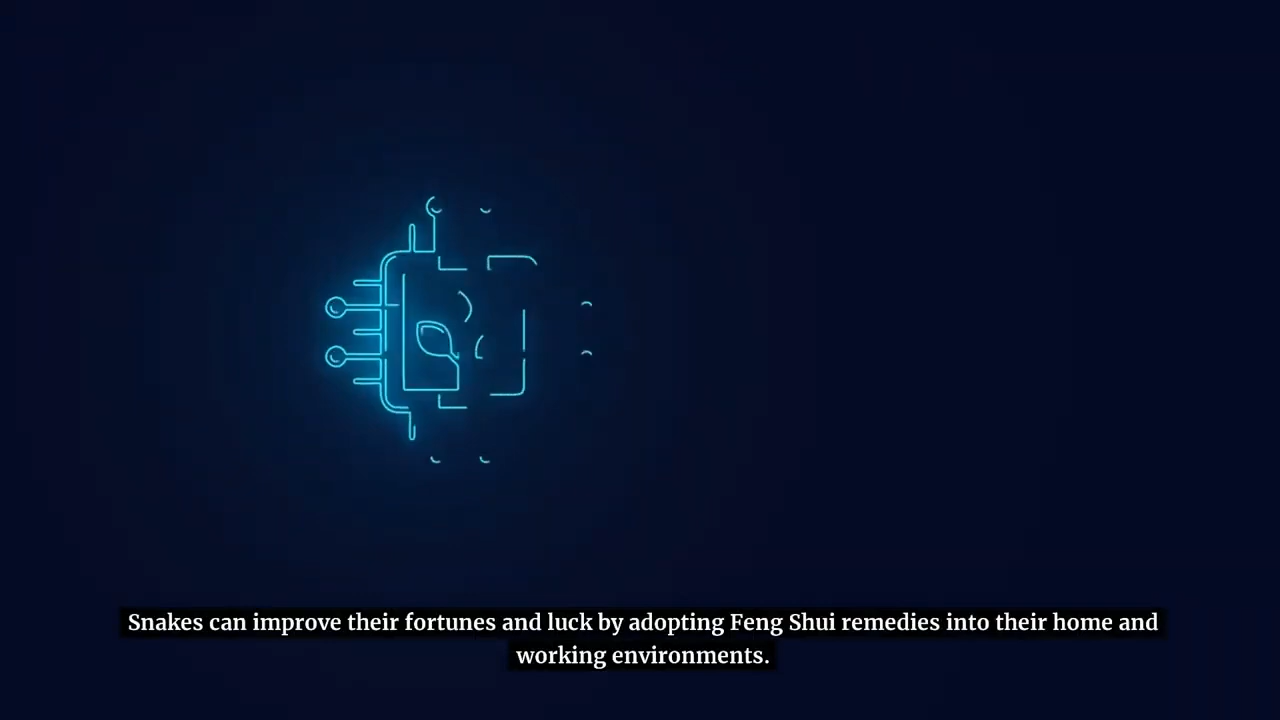 Snakes can improve their fortunes and luck by adopting Feng Shui remedies into their home and
working environments.